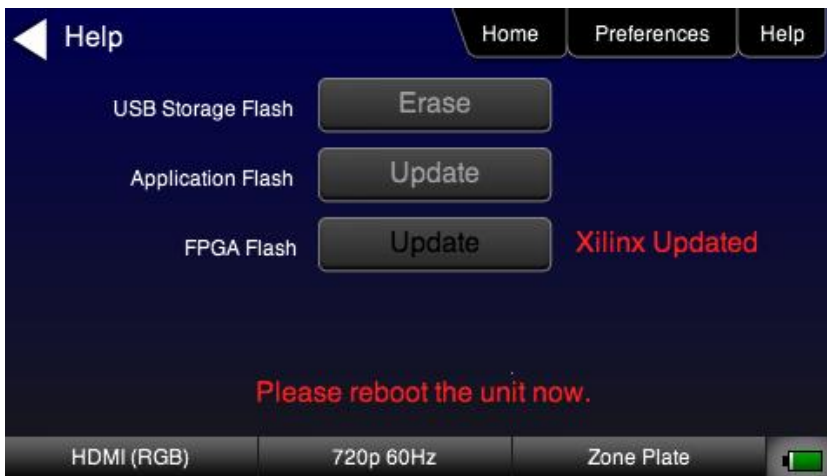 Help
Home
Preferences
Help
USB Storage Flash
Erase
Application Flash
Update
FPGA Flash
Update
Xilinx Updated
Please reboot the unit now.
HDMI (RGB)
720p 60Hz
Zone Plate